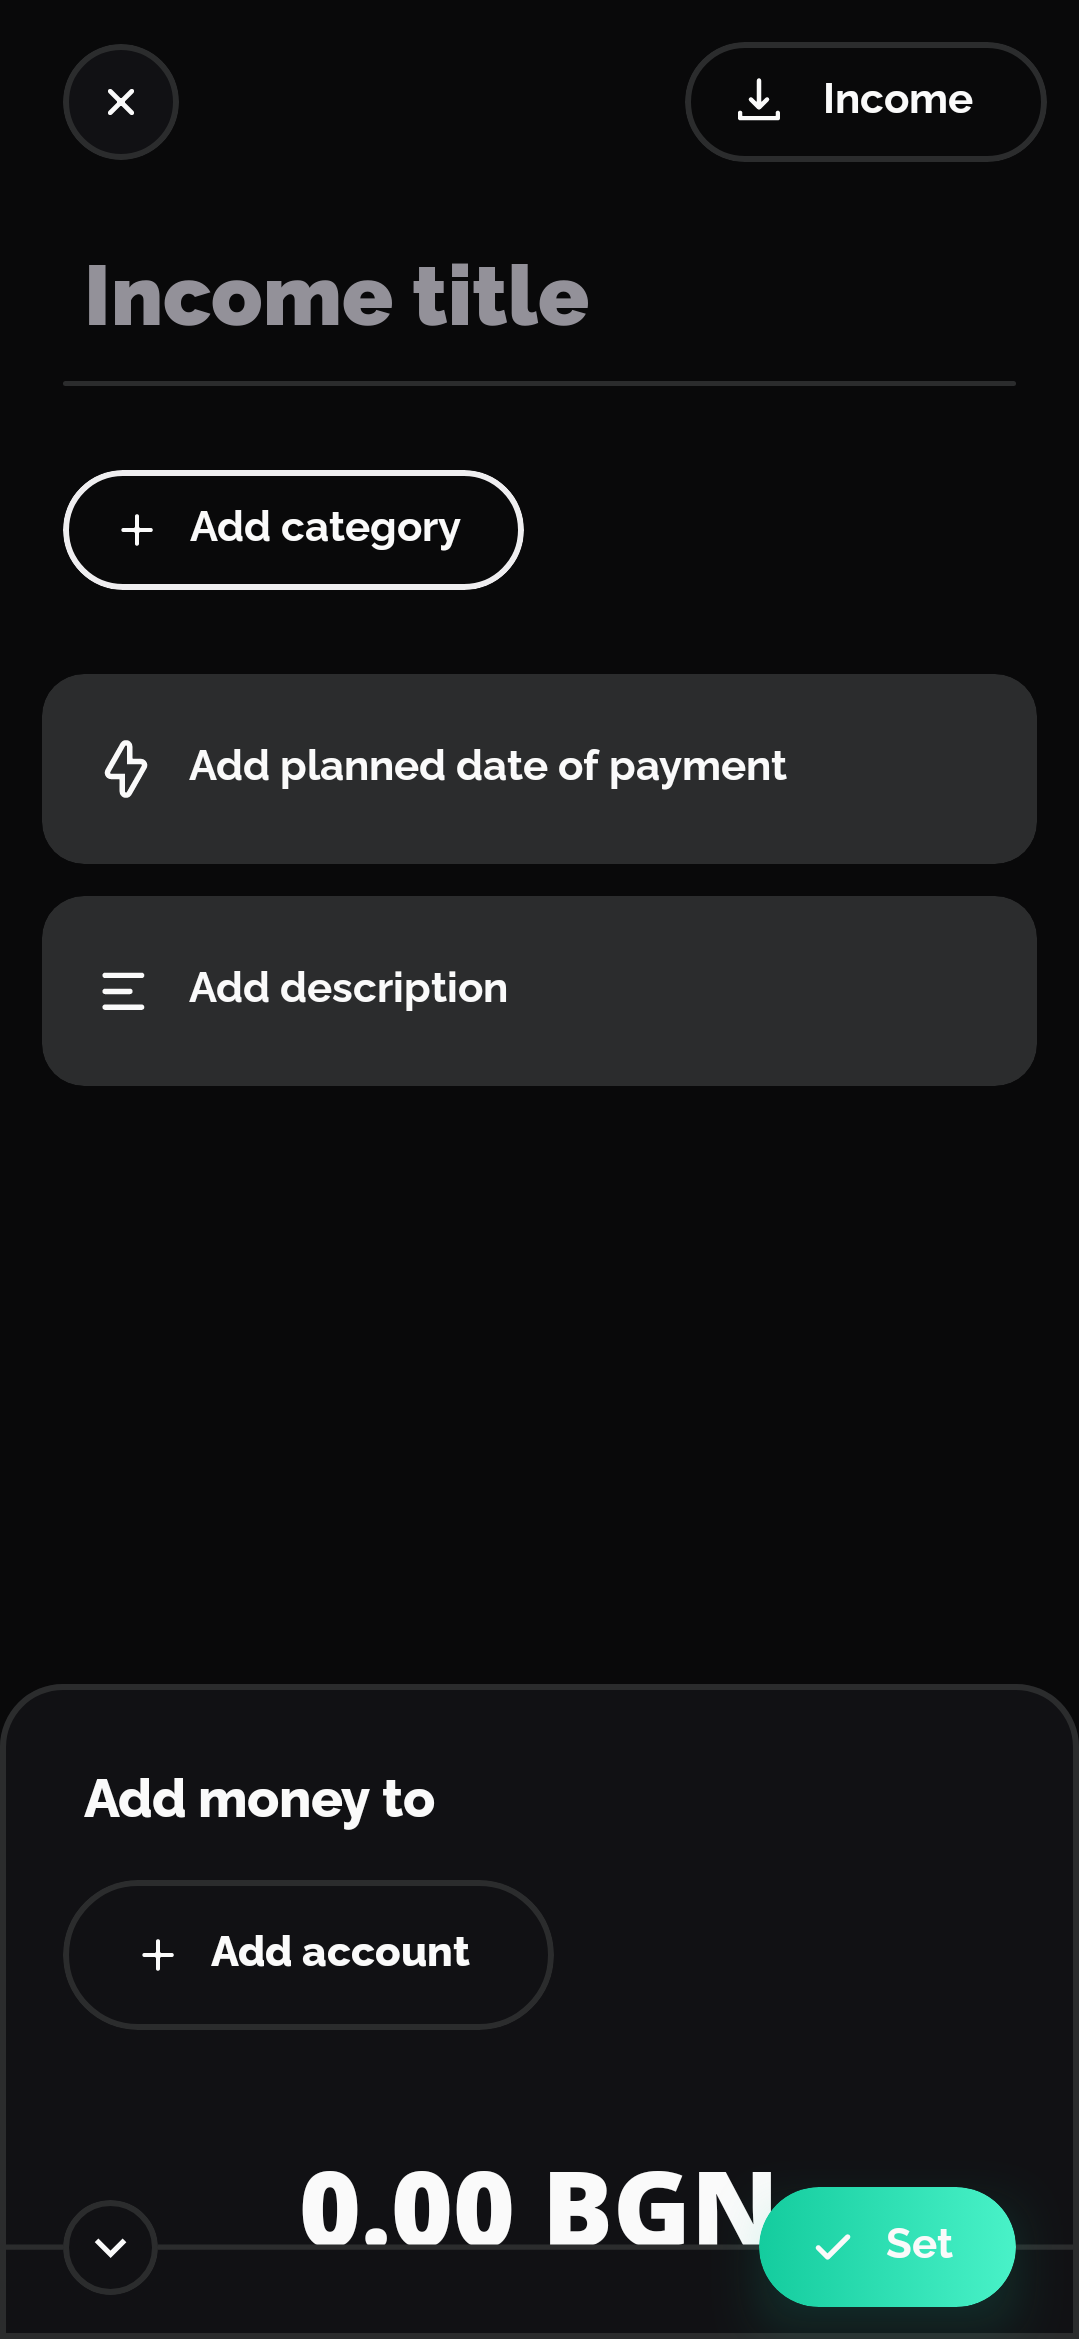 Income
Income title
Add category
Add planned date of payment
Add description
Add money to
Add account
0.00 BGN
Set